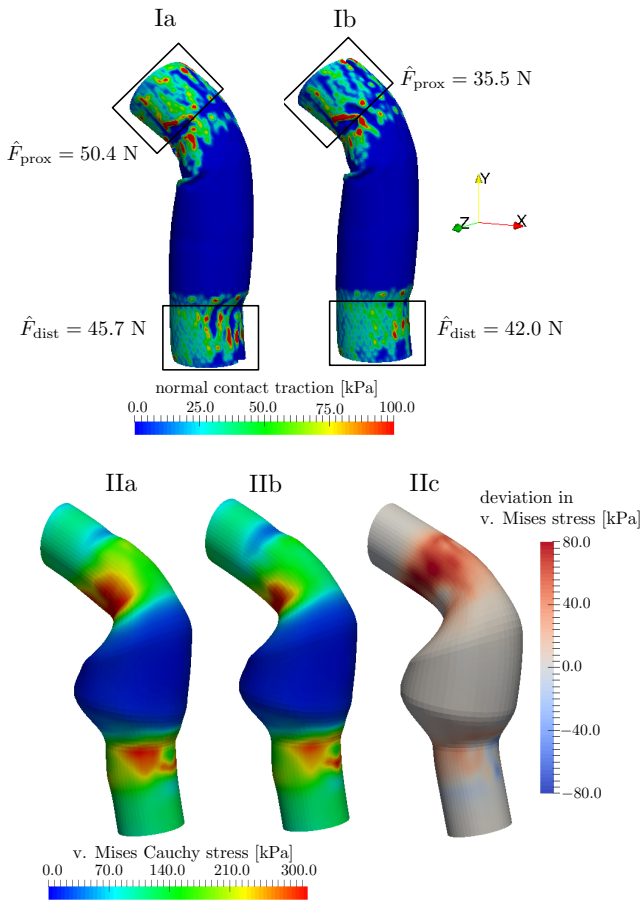 Ia
Ib
F̂prox = 35.5 N
F̂prox = 50.4 N
Y
Z
X
F̂dist = 45.7 N
F̂dist = 42.0 N
normal contact traction [kPa]
0.0 25.0 50.0 75.0 100.0
IIa
IIb
IIc
deviation in
v. Mises stress [kPa]
80.0
40.0
0.0
−40.0
−80.0
v. Mises Cauchy stress [kPa]
0.0 70.0 140.0 210.0 300.0